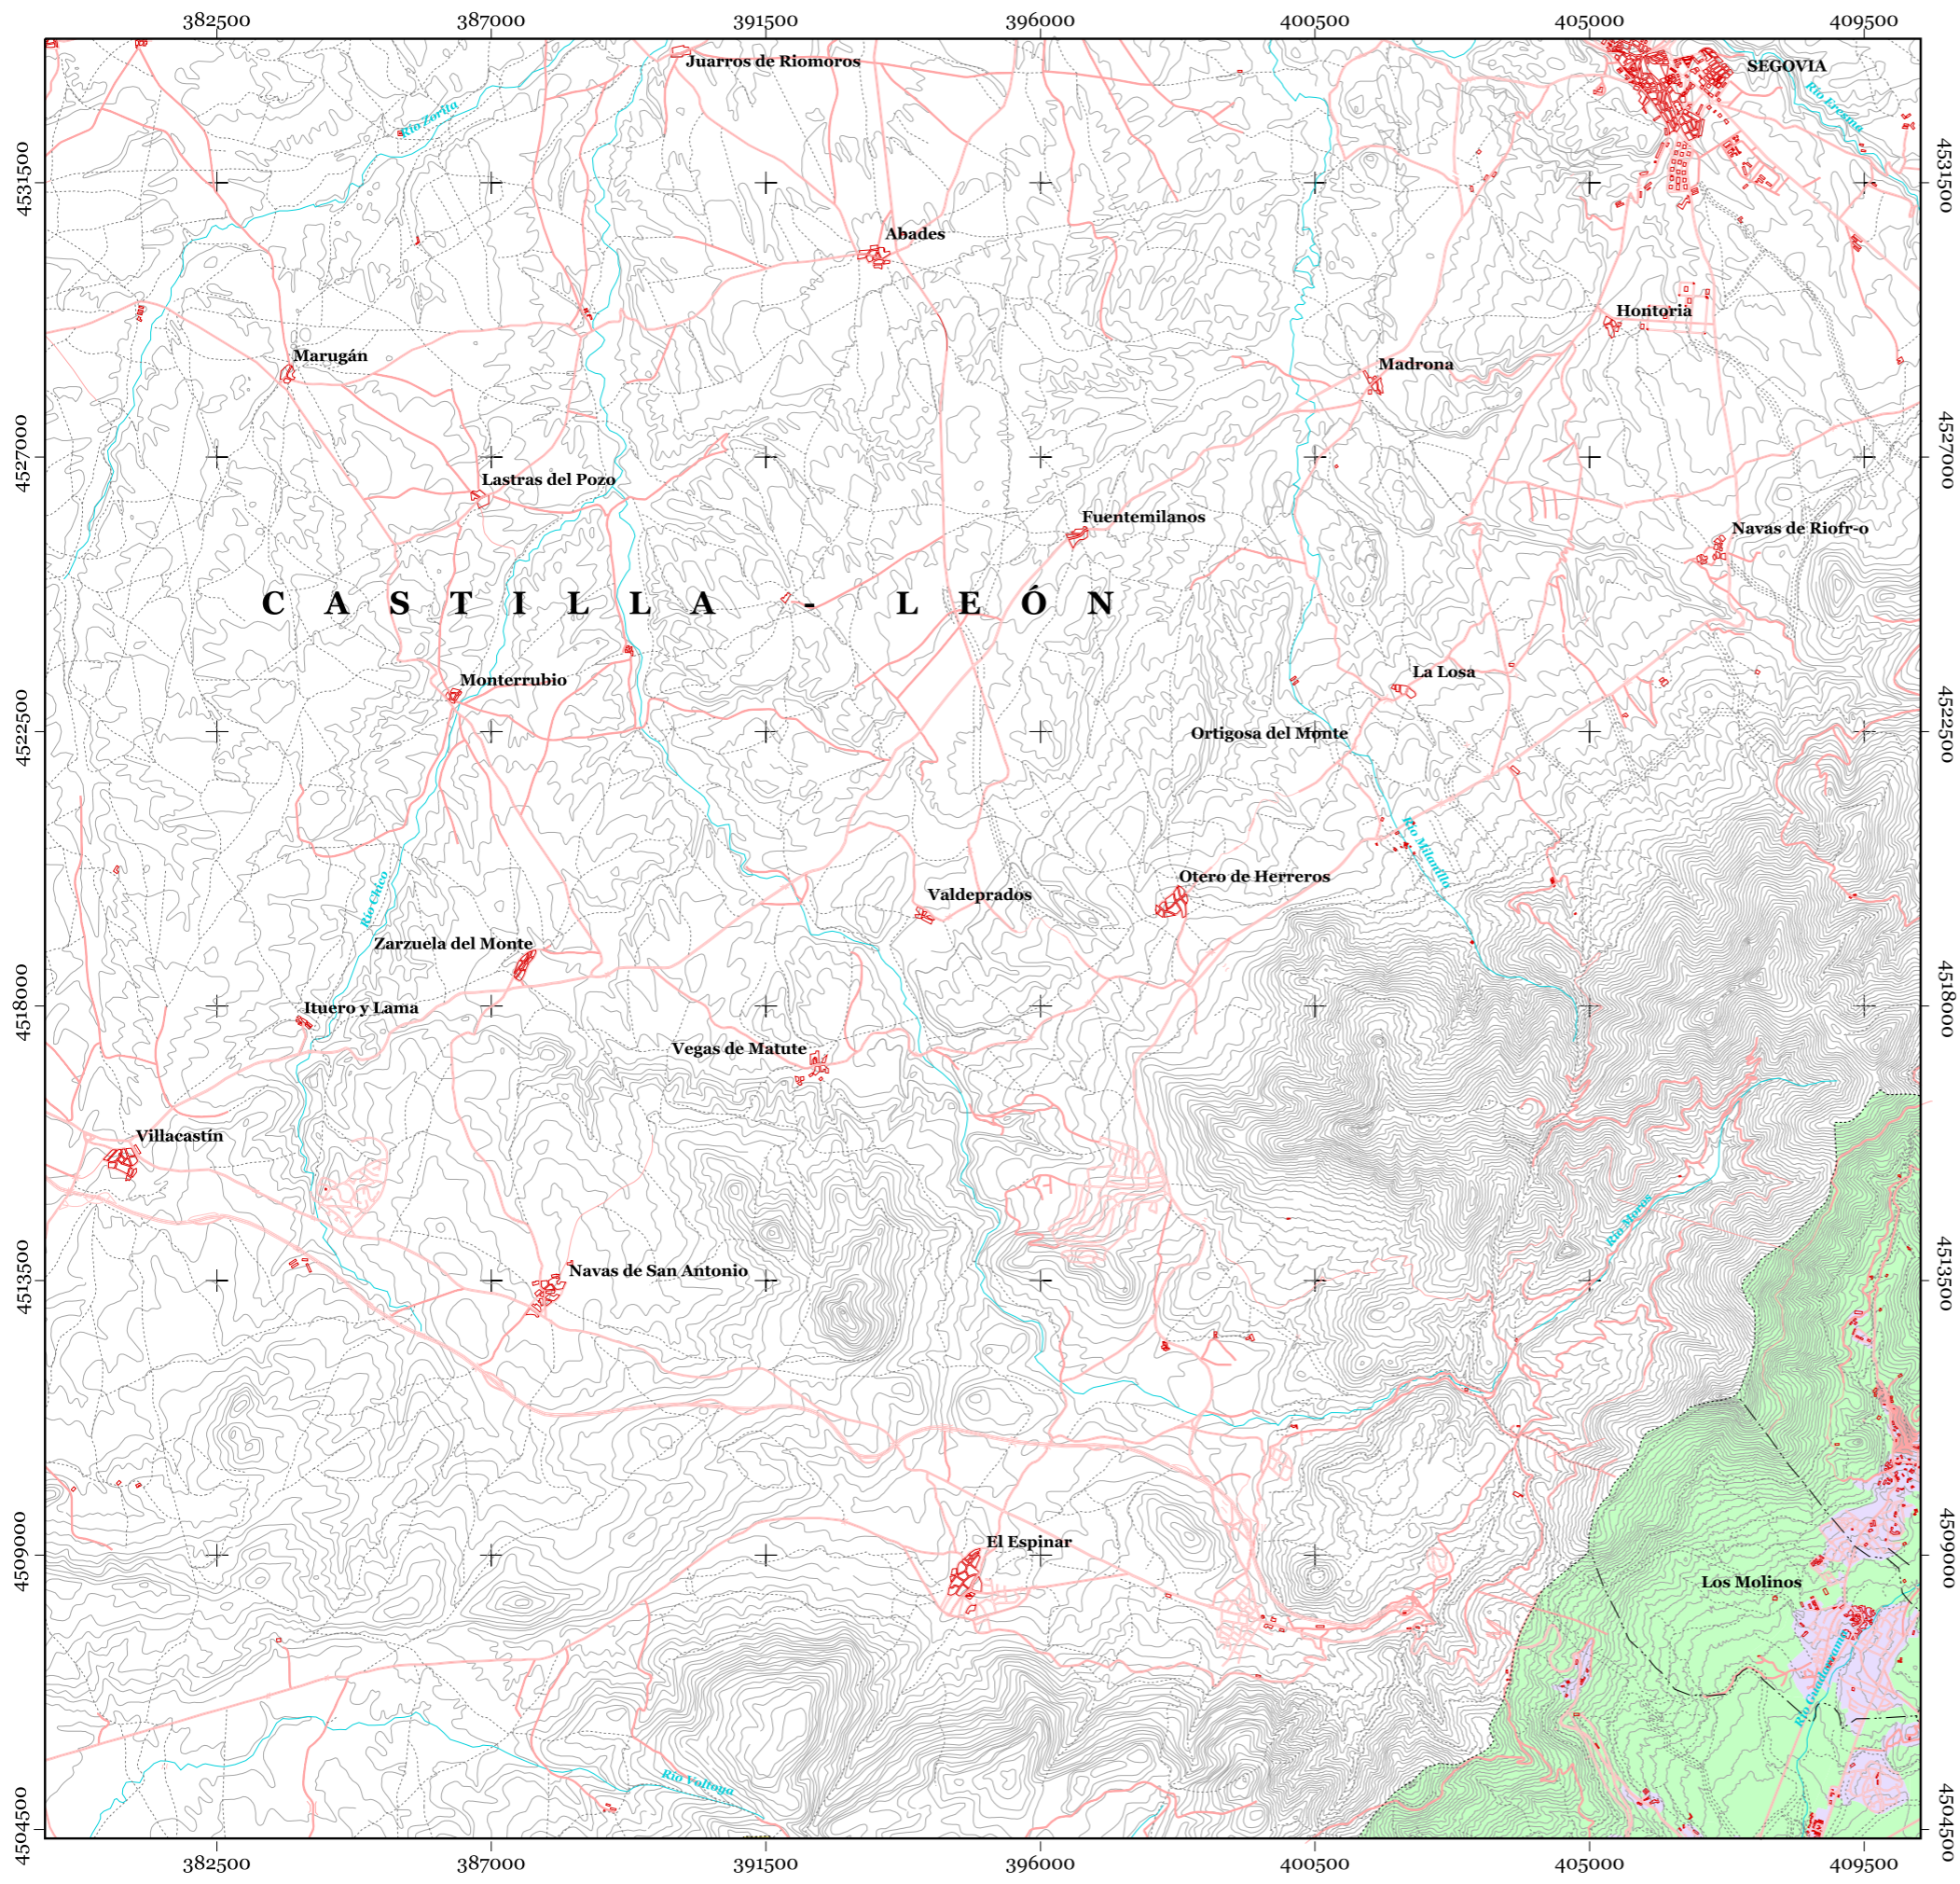 382500 387000 391500 396000 400500 405000 409500
Juarros de Riomoros
SEGOVIA
Río Zorita
Río Eresma
4531500
4531500
Abades
Hontoria
Marugán
Madrona
4527000
4527000
Lastras del Pozo
Fuentemilanos
Navas de Riofr-o
CASTILLA - LEÓN
Monterrubio
La Losa
4522500
Ortigosa del Monte
4522500
Río Milanillo
Río Chico
Otero de Herreros
Valdeprados
Zarzuela del Monte
4518000
Ituero y Lama
4518000
Vegas de Matute
Villacastín
Río Moros
4513500
Navas de San Antonio
4513500
El Espinar
4509000
4509000
Los Molinos
Río Guadarrama
Río Voltoya
4504500
4504500
382500 387000 391500 396000 400500 405000 409500